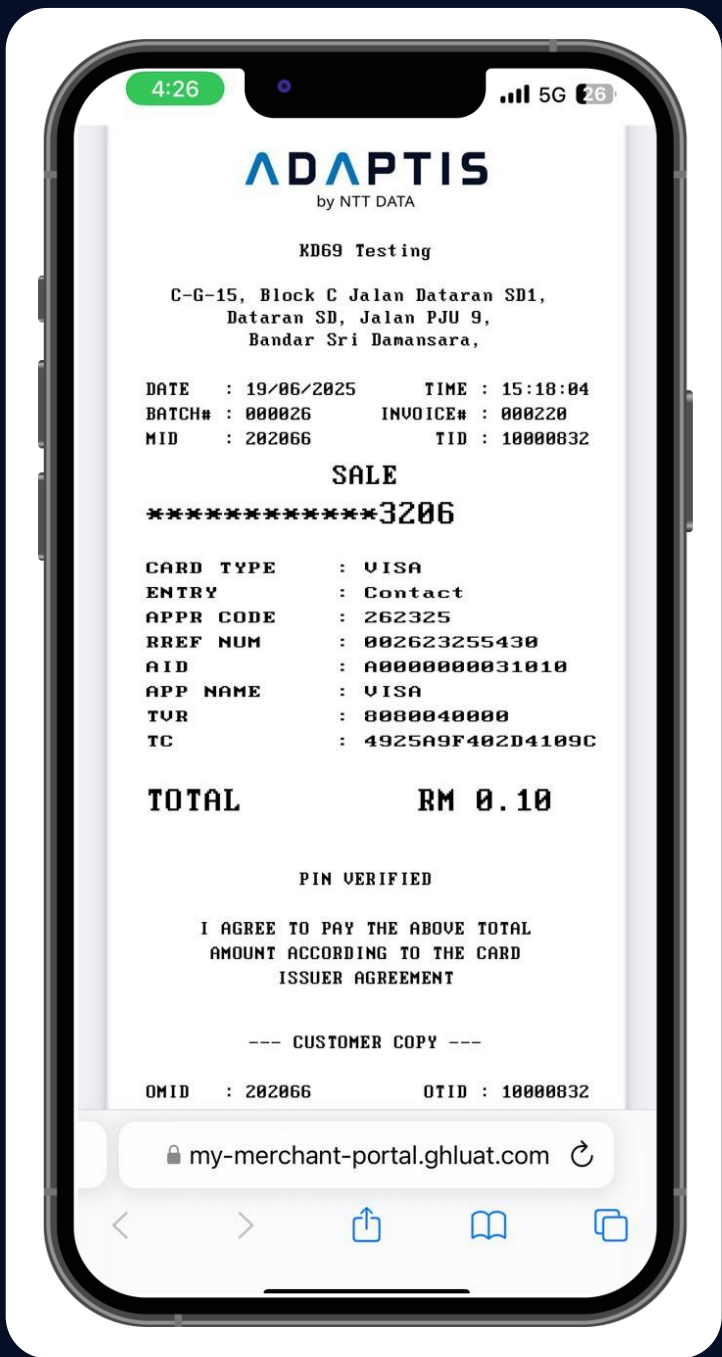 4:26
5G 26
ADAPTIS
by NTT DATA
KD69 Testing
C-G-15, Block C Jalan Dataran SD1,
Dataran SD, Jalan PJU 9,
Bandar Sri Damansara,
DATE : 19/06/2025 TIME : 15:18:04
BATCH# : 000026 INVOICE# : 000220
MID : 202066 TID : 10000832
SALE
************3206
CARD TYPE : VISA
ENTRY : Contact
APPR CODE : 262325
RREF NUM : 002623255430
AID : A0000000031010
APP NAME : VISA
TVR : 8080040000
TC : 4925A9F402D4109C
TOTAL RM 0.10
PIN VERIFIED
I AGREE TO PAY THE ABOVE TOTAL
AMOUNT ACCORDING TO THE CARD
ISSUER AGREEMENT
--- CUSTOMER COPY ---
OMID : 202066 OTID : 10000832
my-merchant-portal.ghluat.com